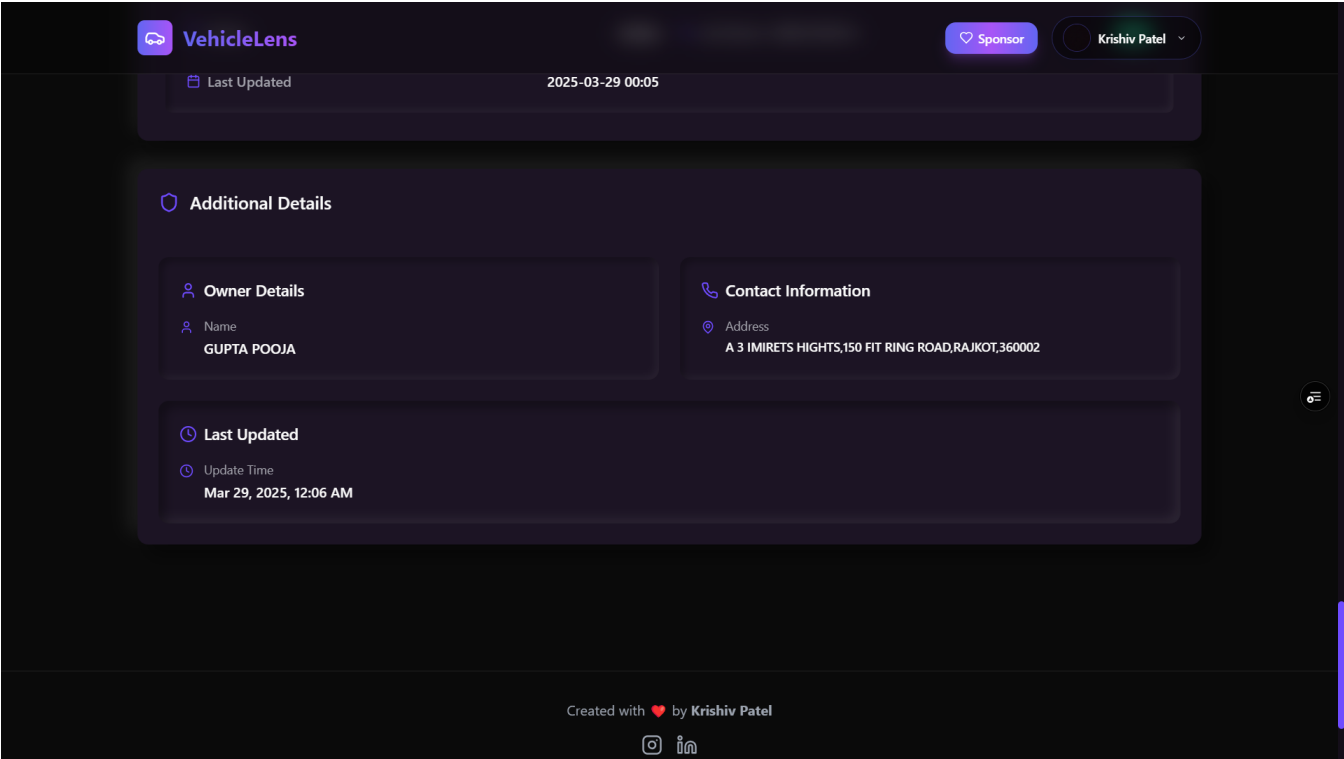 VehicleLens
Sponsor
Krishiv Patel
Last Updated
2025-03-29 00:05
Additional Details
Owner Details
Name
GUPTA POOJA
Contact Information
Address
A 3 IMIRETS HIGHTS,150 FIT RING ROAD,RAJKOT,360002
Last Updated
Update Time
Mar 29, 2025, 12:06 AM
Created with ❤️ by Krishiv Patel